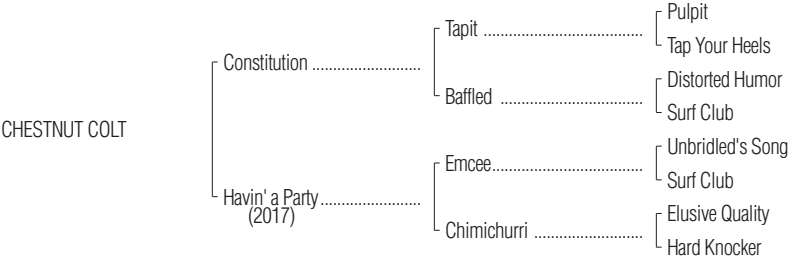 Pulpit
Tapit ........................................
Tap Your Heels
Constitution ...........................
Distorted Humor
Baffled ....................................
Surf Club
CHESTNUT COLT
Unbridled's Song
Emcee......................................
Surf Club
Havin' a Party.........................
(2017)
Elusive Quality
Chimichurri ...........................
Hard Knocker